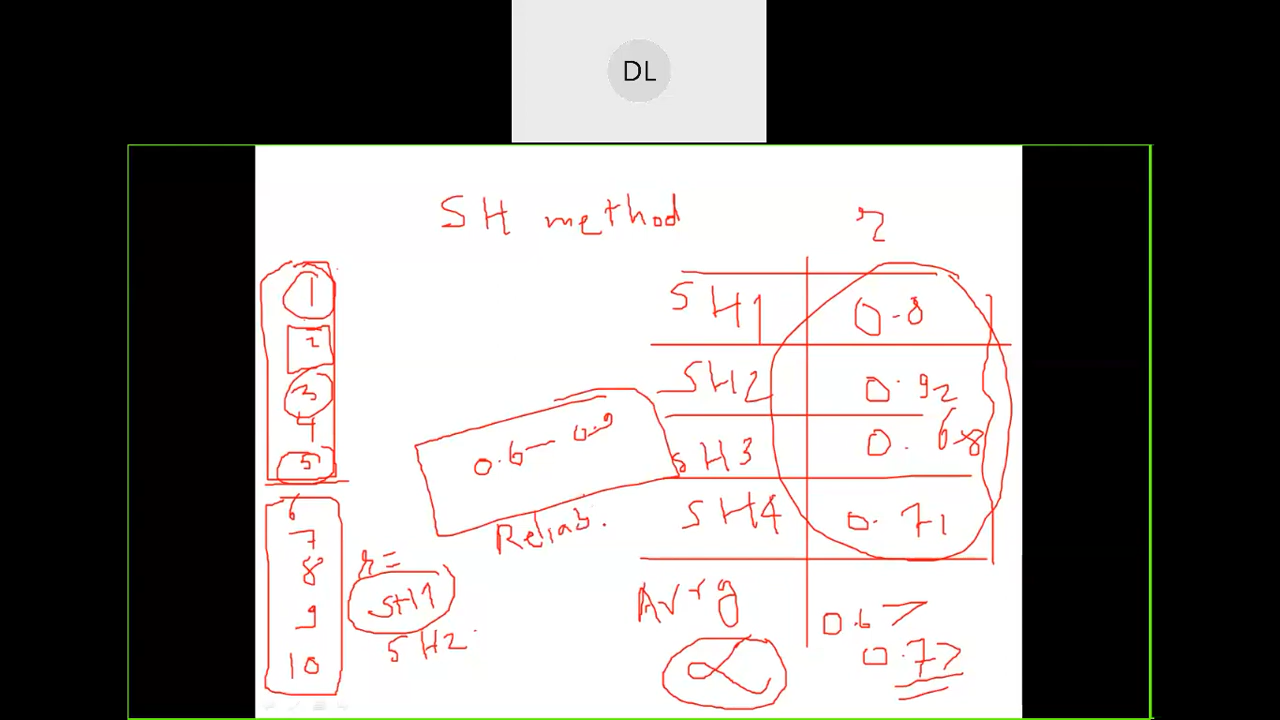 DL
SH method
r
1
2
3
4
5
6
7
8
9
10
r=
SH1
SH2
0.6 — 0.9
Reliab.
SH1 0.8
SH2 0.92
SH3 0.68
SH4 0.71
Avrg 0.67
α 0.77